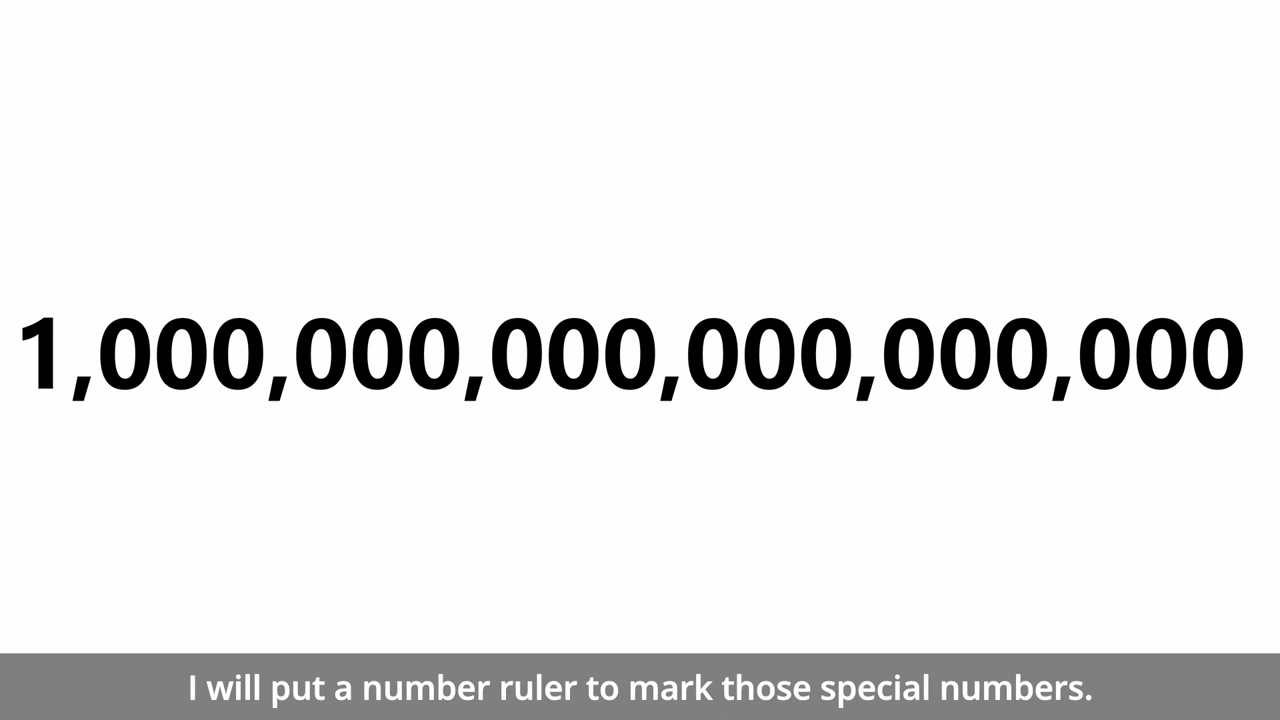 1,000,000,000,000,000,000
I will put a number ruler to mark those special numbers.